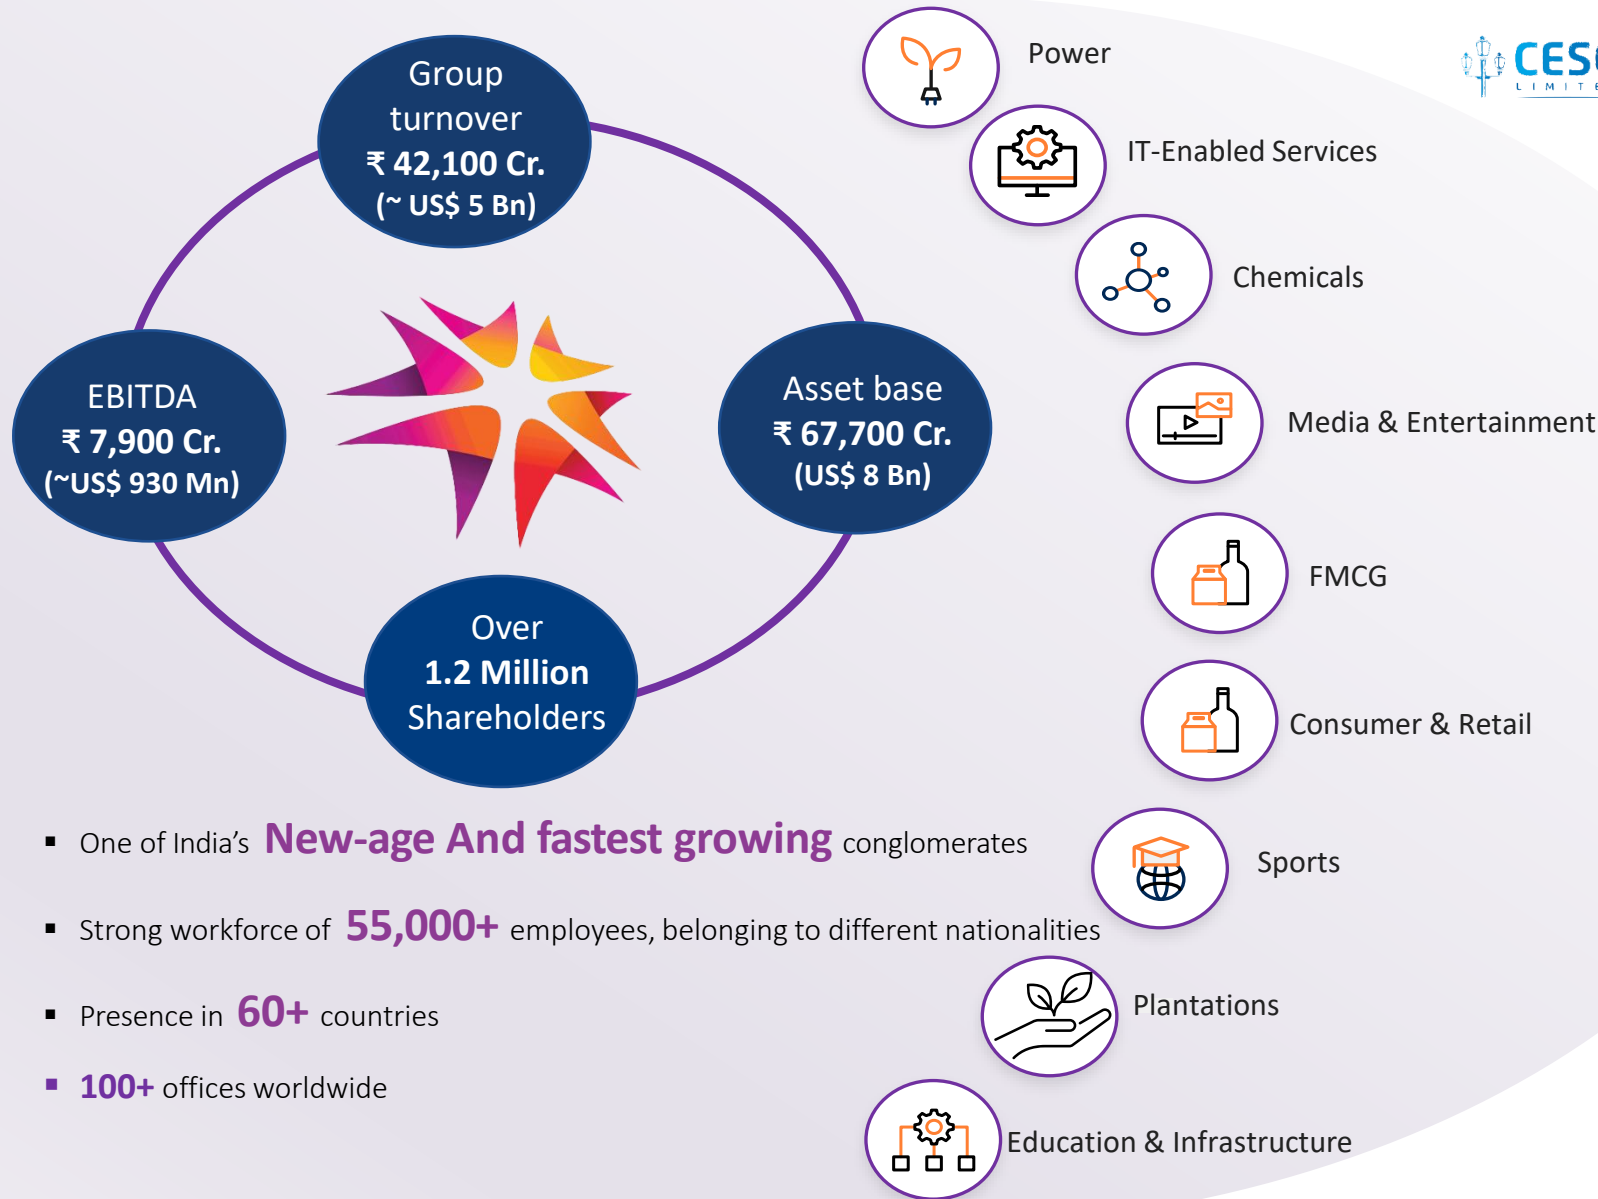 Group
turnover
₹ 42,100 Cr.
(~ US$ 5 Bn)
EBITDA
₹ 7,900 Cr.
(~US$ 930 Mn)
Asset base
₹ 67,700 Cr.
(US$ 8 Bn)
Over
1.2 Million
Shareholders
▪ One of India’s New-age And fastest growing conglomerates
▪ Strong workforce of 55,000+ employees, belonging to different nationalities
▪ Presence in 60+ countries
▪ 100+ offices worldwide
Power
IT-Enabled Services
Chemicals
Media & Entertainment
FMCG
Consumer & Retail
Sports
Plantations
Education & Infrastructure